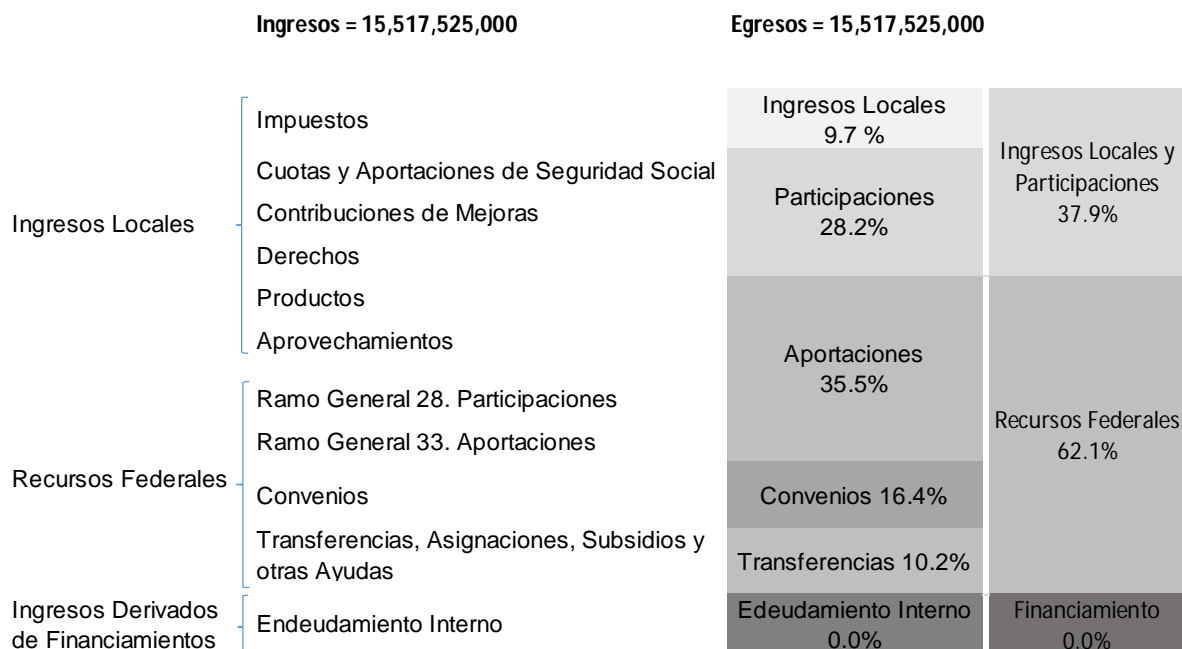 Ingresos = 15,517,525,000
Egresos = 15,517,525,000
Ingresos Locales
Impuestos
Cuotas y Aportaciones de Seguridad Social
Contribuciones de Mejoras
Derechos
Productos
Aprovechamientos
Recursos Federales
Ramo General 28. Participaciones
Ramo General 33. Aportaciones
Convenios
Transferencias, Asignaciones, Subsidios y
otras Ayudas
Ingresos Derivados
de Financiamientos
Endeudamiento Interno
Ingresos Locales
9.7 %
Participaciones
28.2%
Aportaciones
35.5%
Convenios 16.4%
Transferencias 10.2%
Edeudamiento Interno
0.0%
Ingresos Locales y
Participaciones
37.9%
Recursos Federales
62.1%
Financiamiento
0.0%